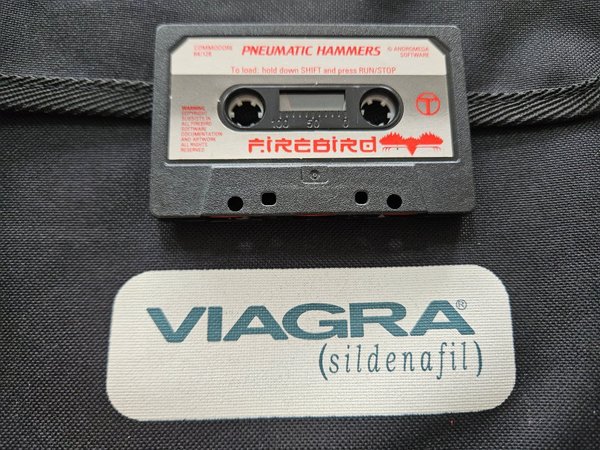 COMMODORE
64/128
PNEUMATIC HAMMERS
© ANDROMEDA
SOFTWARE
To load: hold down SHIFT and press RUN/STOP
WARNING
COPYRIGHT
SUBSISTS IN
ALL FIREBIRD
SOFTWARE
DOCUMENTATION
AND ARTWORK
ALL RIGHTS
RESERVED.
100 50 0
FIREBIRD
VIAGRA®
(sildenafil)